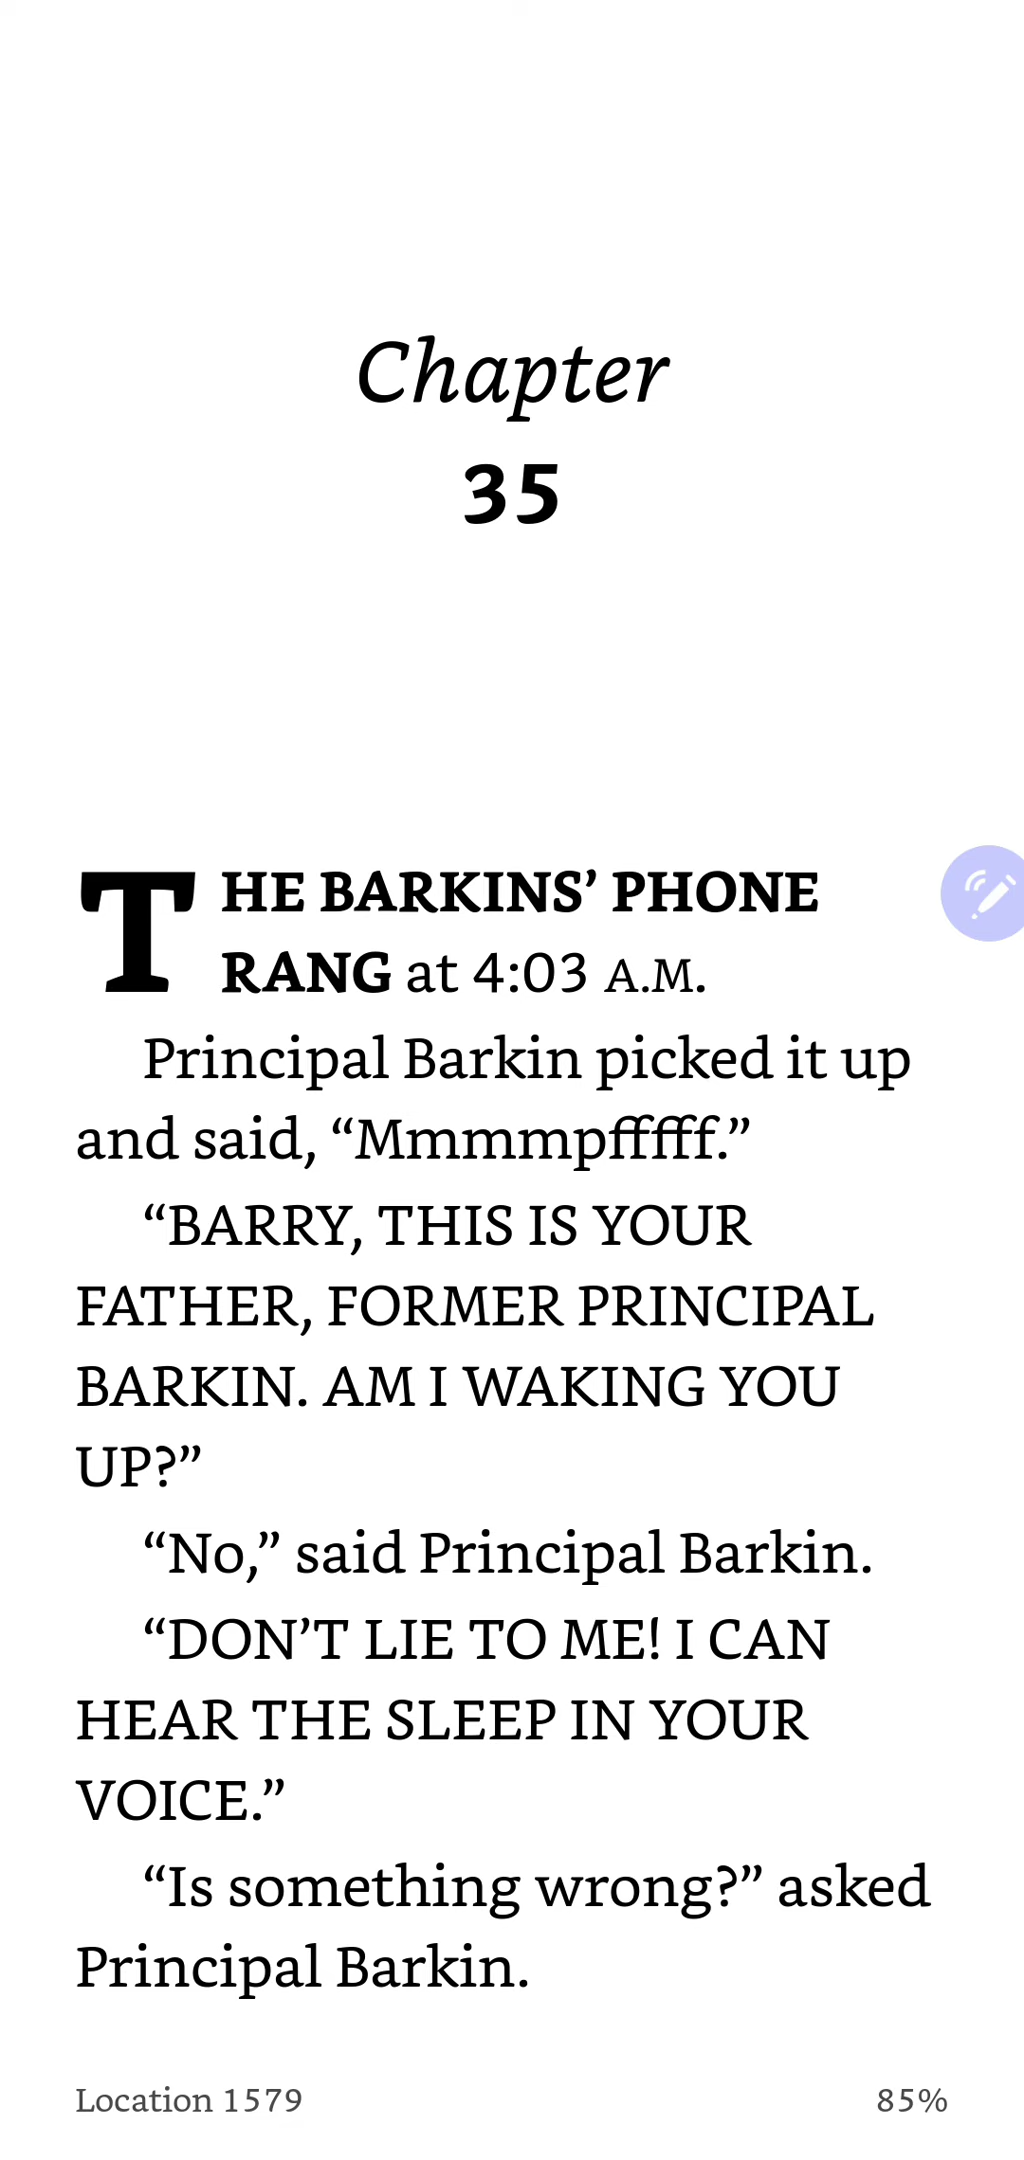 Chapter
35
THE BARKINS’ PHONE
RANG at 4:03 A.M.
Principal Barkin picked it up
and said, “Mmmmpfffff.”
“BARRY, THIS IS YOUR
FATHER, FORMER PRINCIPAL
BARKIN. AM I WAKING YOU
UP?”
“No,” said Principal Barkin.
“DON’T LIE TO ME! I CAN
HEAR THE SLEEP IN YOUR
VOICE.”
“Is something wrong?” asked
Principal Barkin.
Location 1579
85%